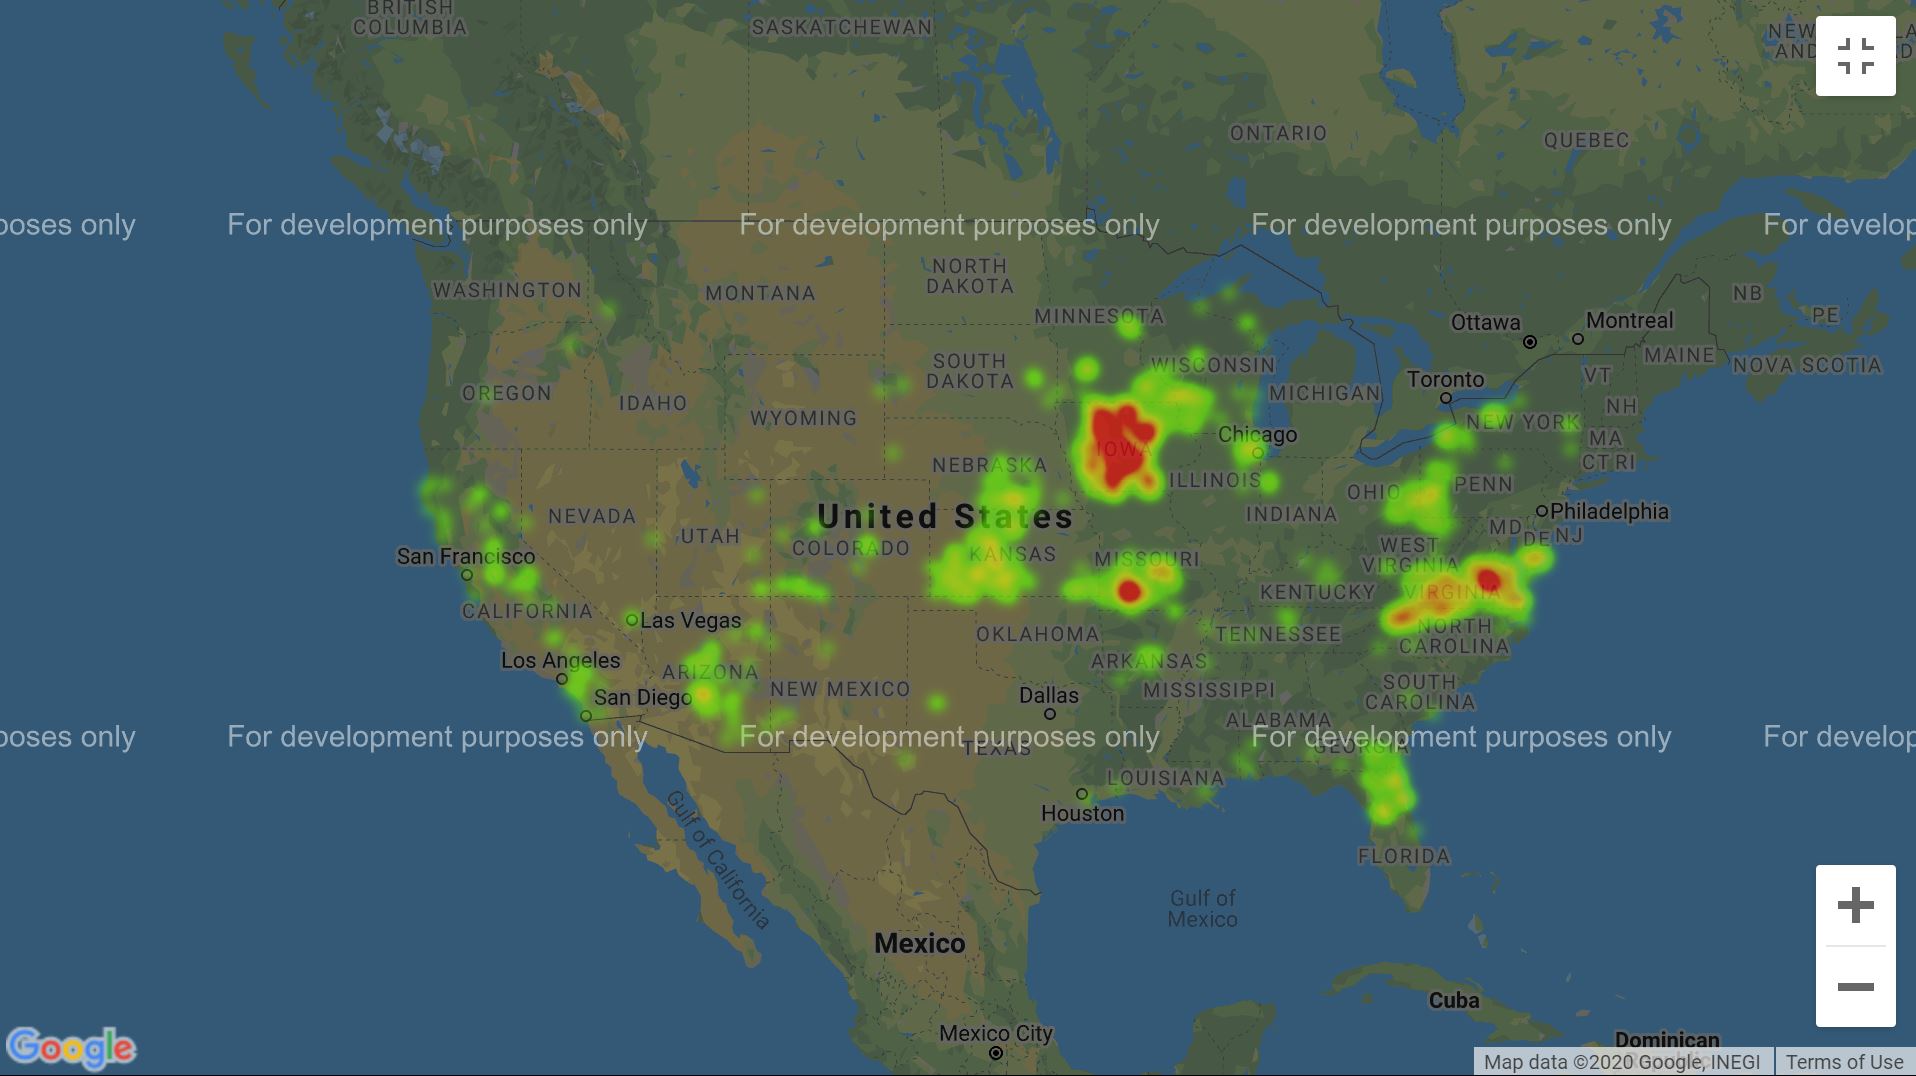 BRITISH
COLUMBIA
SASKATCHEWAN
NEW
AND
ONTARIO
QUEBEC
poses only
For development purposes only
For development purposes only
For development purposes only
For develop
NORTH
DAKOTA
WASHINGTON
MONTANA
NB
MINNESOTA
PE
Ottawa
Montreal
MAINE
NOVA SCOTIA
SOUTH
DAKOTA
WISCONSIN
VT
Toronto
OREGON
IDAHO
MICHIGAN
NH
WYOMING
NEW YORK
Chicago
MA
IOWA
CT
RI
NEBRASKA
ILLINOIS
OHIO
PENN
United States
NEVADA
INDIANA
Philadelphia
UTAH
MD
DE
NJ
COLORADO
KANSAS
MISSOURI
WEST
VIRGINIA
San Francisco
KENTUCKY
VIRGINIA
CALIFORNIA
Las Vegas
OKLAHOMA
TENNESSEE
NORTH
CAROLINA
Los Angeles
ARIZONA
ARKANSAS
NEW MEXICO
San Diego
Dallas
MISSISSIPPI
SOUTH
CAROLINA
ALABAMA
poses only
For development purposes only
For development purposes only
For development purposes only
For develop
TEXAS
GEORGIA
LOUISIANA
Houston
Gulf of California
FLORIDA
Gulf of
Mexico
Mexico
Cuba
Mexico City
Dominican
Republic
Google
Map data ©2020 Google, INEGI
Terms of Use